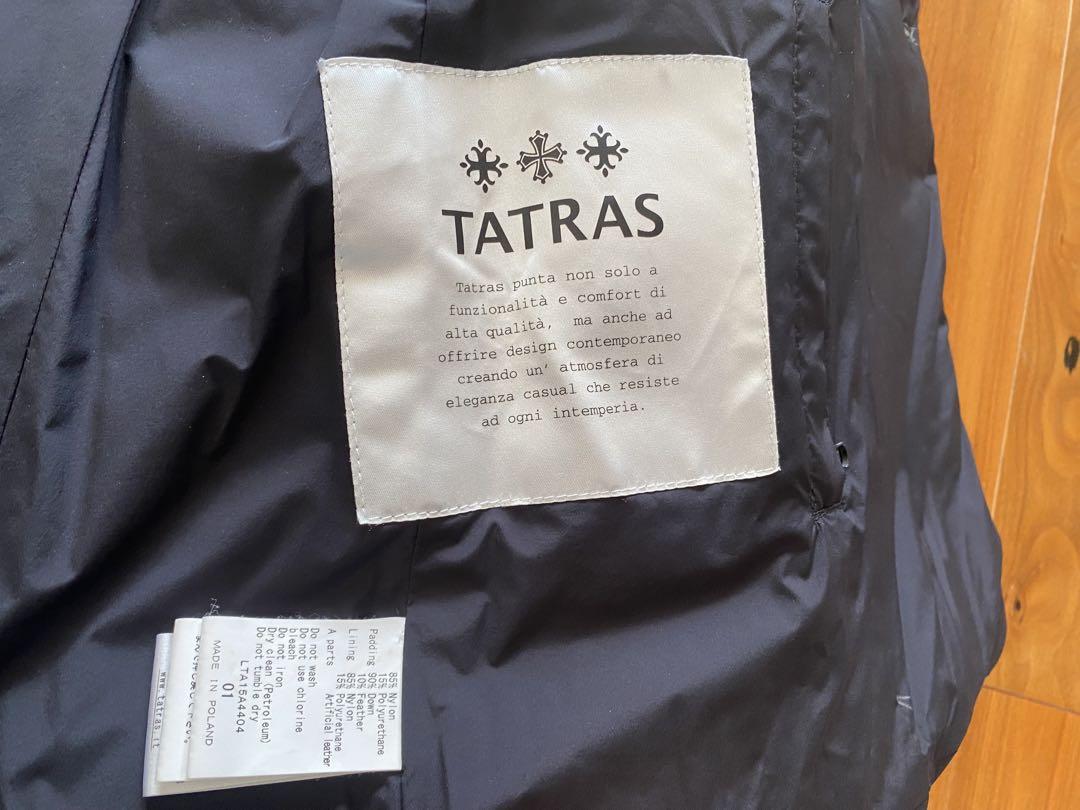 TATRAS
Tatras punta non solo a
funzionalità e comfort di
alta qualità, ma anche ad
offrire design contemporaneo
creando un' atmosfera di
eleganza casual che resiste
ad ogni intemperia.
85% Nylon
15% Polyurethane
Padding 90% Down
10% Feather
Lining 85% Nylon
15% Polyurethane
A parts Artificial leather
Do not wash
Do not use chlorine
bleach
Do not iron
Dry clean (Petroleum)
Do not tumble dry
LTA15A4404
01
MADE IN POLAND
www.tatras.it